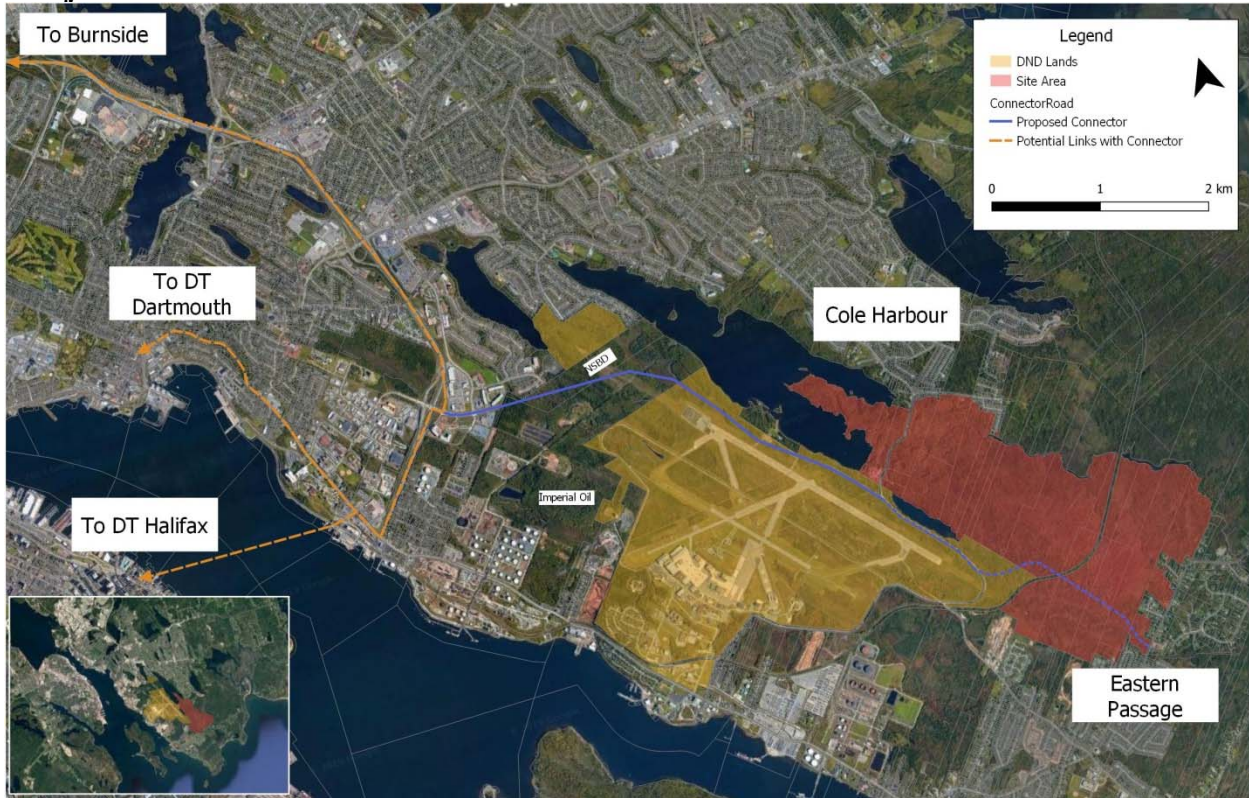 To Burnside
Legend
DND Lands
Site Area
ConnectorRoad
Proposed Connector
Potential Links with Connector
0 1 2 km
To DT
Dartmouth
Cole Harbour
NSBD
Imperial Oil
To DT Halifax
Eastern
Passage